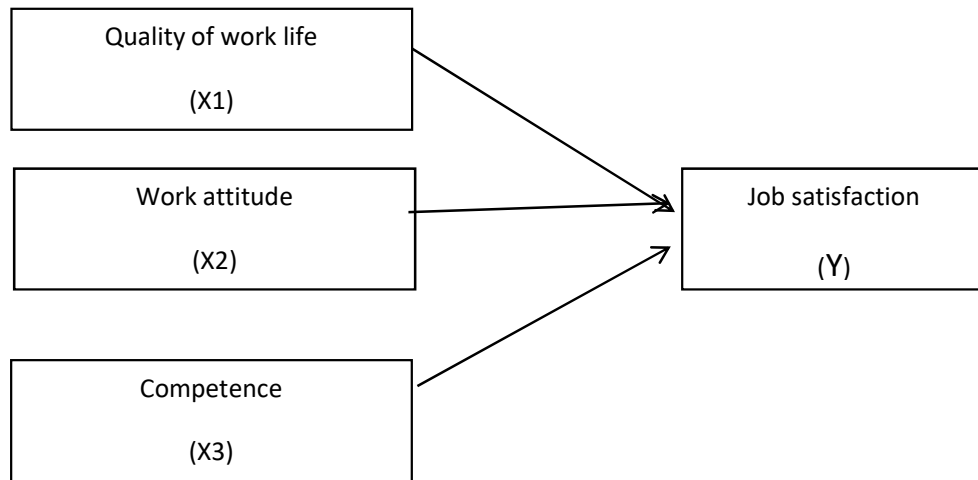 Quality of work life
(X1)
Work attitude
(X2)
Job satisfaction
(Y)
Competence
(X3)